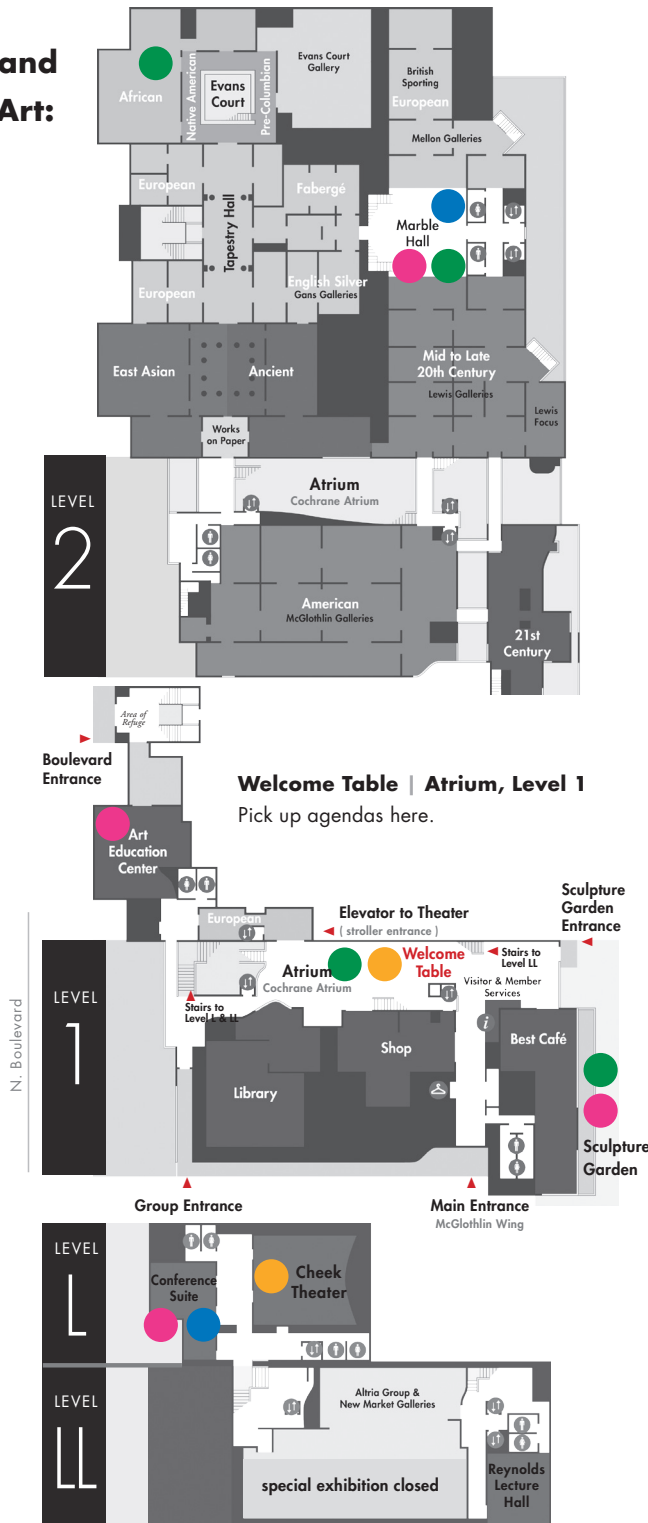 and
Art:
African
Native American
Evans
Court
Pre-Columbian
Evans Court
Gallery
British
Sporting
European
Mellon Galleries
European
Tapestry Hall
Fabergé
Marble
Hall
European
English Silver
Gans Galleries
East Asian
Ancient
Mid to Late
20th Century
Lewis Galleries
Lewis
Focus
Works
on Paper
LEVEL
2
Atrium
Cochrane Atrium
American
McGlothlin Galleries
21st
Century
Area of
Refuge
Boulevard
Entrance
Welcome Table | Atrium, Level 1
Pick up agendas here.
Art
Education
Center
European
Elevator to Theater
( stroller entrance )
Sculpture
Garden
Entrance
N. Boulevard
LEVEL
1
Atrium
Cochrane Atrium
Welcome
Table
Stairs to
Level LL
Visitor & Member
Services
Stairs to
Level L & LL
i
Shop
Best Café
Library
Sculpture
Garden
Group Entrance
Main Entrance
McGlothlin Wing
LEVEL
L
Conference
Suite
Cheek
Theater
LEVEL
LL
Altria Group &
New Market Galleries
special exhibition closed
Reynolds
Lecture
Hall